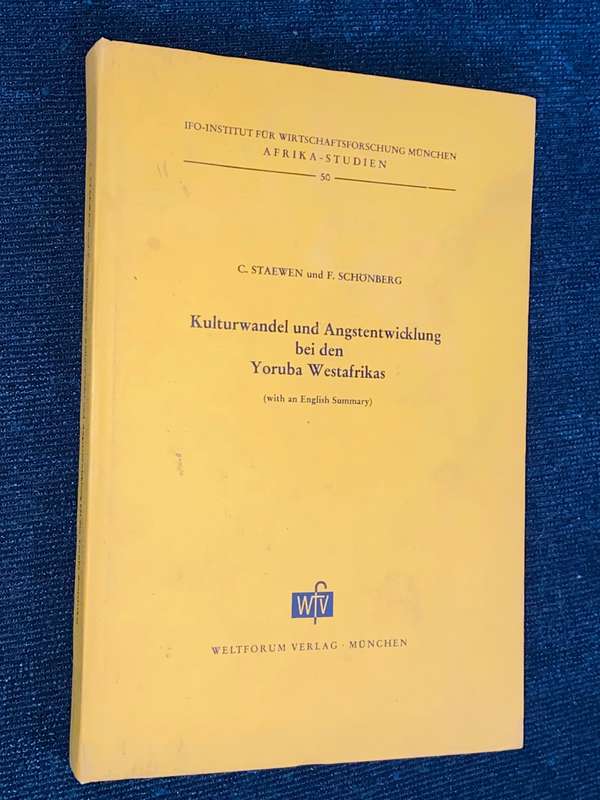 IFO-INSTITUT FÜR WIRTSCHAFTSFORSCHUNG MÜNCHEN
AFRIKA-STUDIEN
50
C. STAEWEN und F. SCHÖNBERG
Kulturwandel und Angstentwicklung
bei den
Yoruba Westafrikas
(with an English Summary)
WfV
WELTFORUM VERLAG · MÜNCHEN